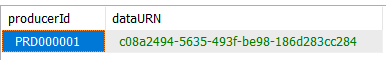 producerId dataURN
PRD000001 c08a2494-5635-493f-be98-186d283cc284